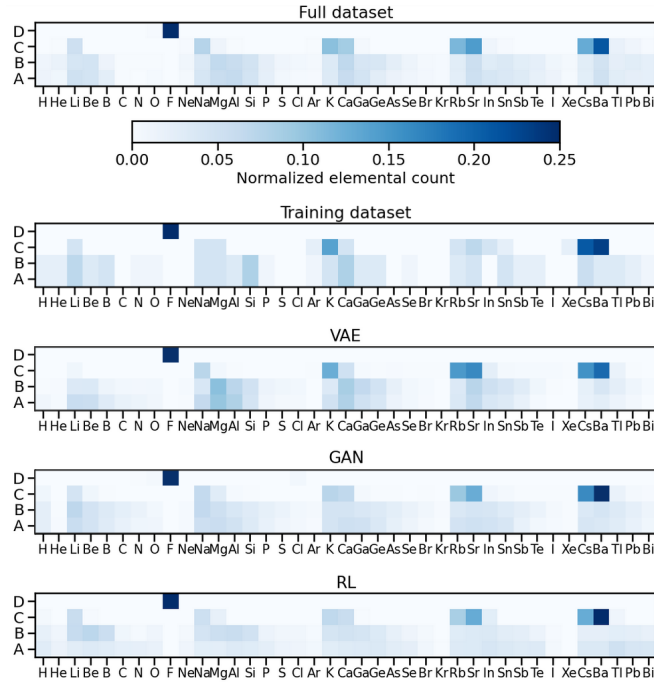 Full dataset
D
C
B
A
H He Li Be B C N O F Ne Na Mg Al Si P S Cl Ar K Ca Ga Ge As Se Br Kr Rb Sr In Sn Sb Te I Xe Cs Ba Tl Pb Bi
0.00 0.05 0.10 0.15 0.20 0.25
Normalized elemental count
Training dataset
D
C
B
A
H He Li Be B C N O F Ne Na Mg Al Si P S Cl Ar K Ca Ga Ge As Se Br Kr Rb Sr In Sn Sb Te I Xe Cs Ba Tl Pb Bi
VAE
D
C
B
A
H He Li Be B C N O F Ne Na Mg Al Si P S Cl Ar K Ca Ga Ge As Se Br Kr Rb Sr In Sn Sb Te I Xe Cs Ba Tl Pb Bi
GAN
D
C
B
A
H He Li Be B C N O F Ne Na Mg Al Si P S Cl Ar K Ca Ga Ge As Se Br Kr Rb Sr In Sn Sb Te I Xe Cs Ba Tl Pb Bi
RL
D
C
B
A
H He Li Be B C N O F Ne Na Mg Al Si P S Cl Ar K Ca Ga Ge As Se Br Kr Rb Sr In Sn Sb Te I Xe Cs Ba Tl Pb Bi